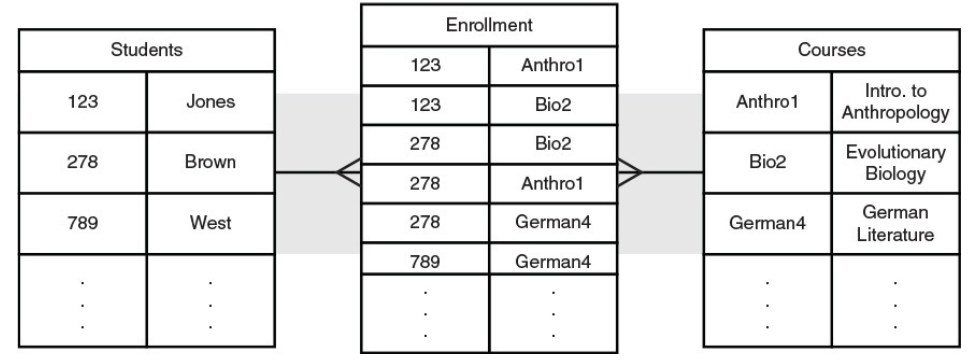 Students
123 Jones
278 Brown
789 West
. .
. .
. .
Enrollment
123 Anthro1
123 Bio2
278 Bio2
278 Anthro1
278 German4
789 German4
. .
. .
. .
Courses
Anthro1 Intro. to
Anthropology
Bio2 Evolutionary
Biology
German4 German
Literature
. .
. .
. .